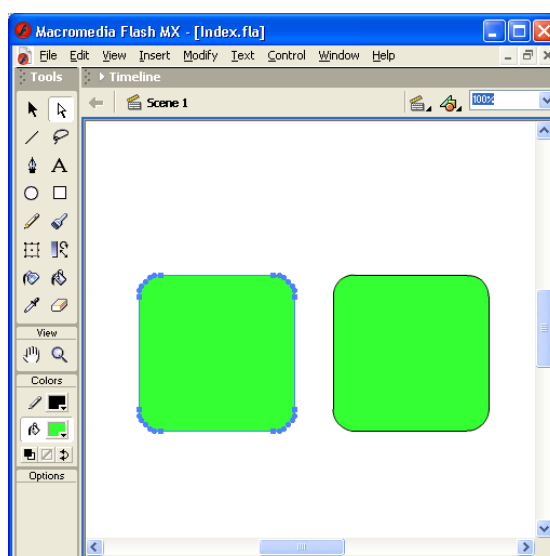 Macromedia Flash MX - [Index.fla]
File Edit View Insert Modify Text Control Window Help
Tools
Timeline
Scene 1
100%
A
View
Colors
Options